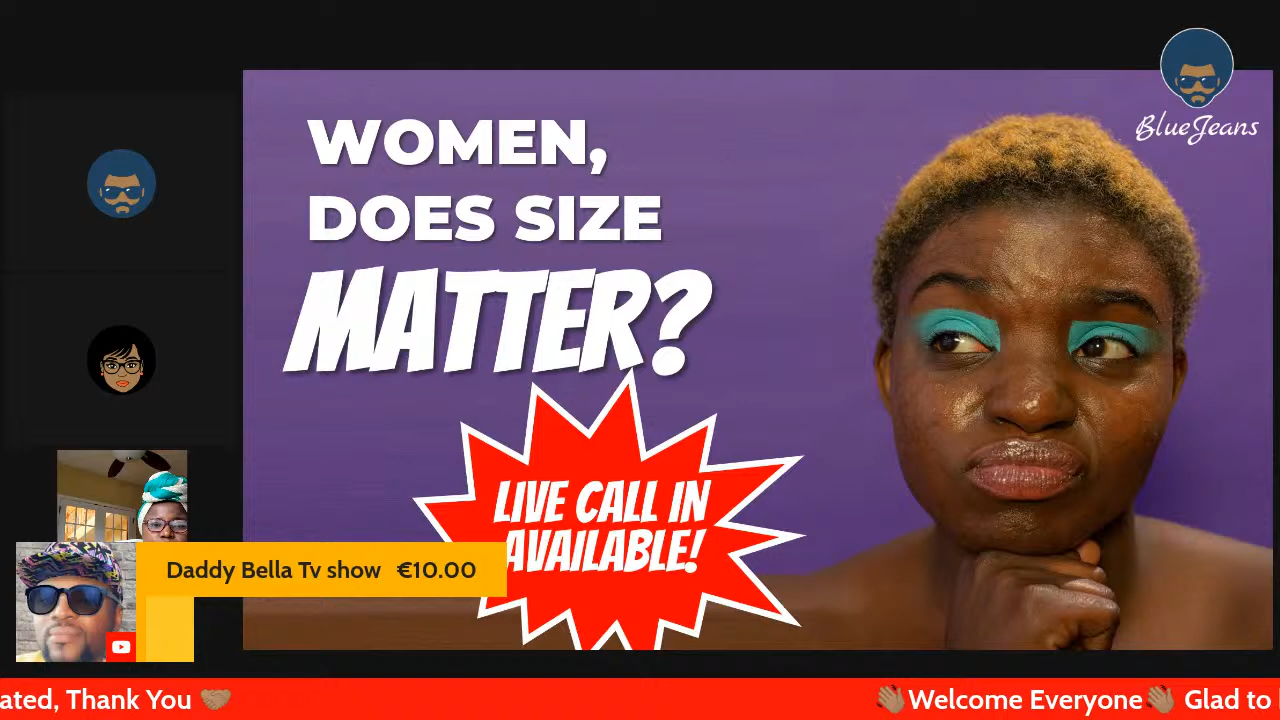 BlueJeans
WOMEN,
DOES SIZE
MATTER?
LIVE CALL IN
AVAILABLE!
Daddy Bella Tv show €10.00
ated, Thank You 🤝🏽
👋🏽Welcome Everyone👋🏽 Glad to